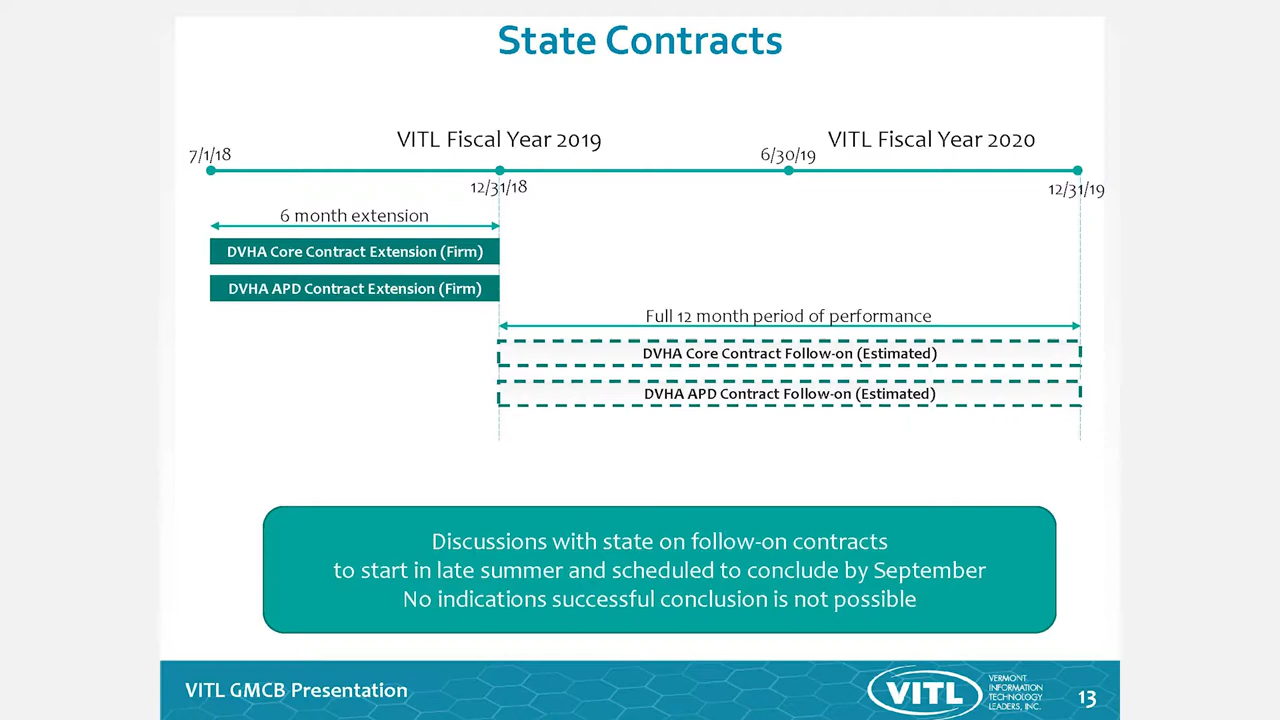 State Contracts
VITL Fiscal Year 2019
VITL Fiscal Year 2020
7/1/18
6/30/19
12/31/18
12/31/19
6 month extension
DVHA Core Contract Extension (Firm)
DVHA APD Contract Extension (Firm)
Full 12 month period of performance
DVHA Core Contract Follow-on (Estimated)
DVHA APD Contract Follow-on (Estimated)
Discussions with state on follow-on contracts
to start in late summer and scheduled to conclude by September
No indications successful conclusion is not possible
VITL GMCB Presentation
VITL
VERMONT
INFORMATION
TECHNOLOGY
LEADERS, INC.
13